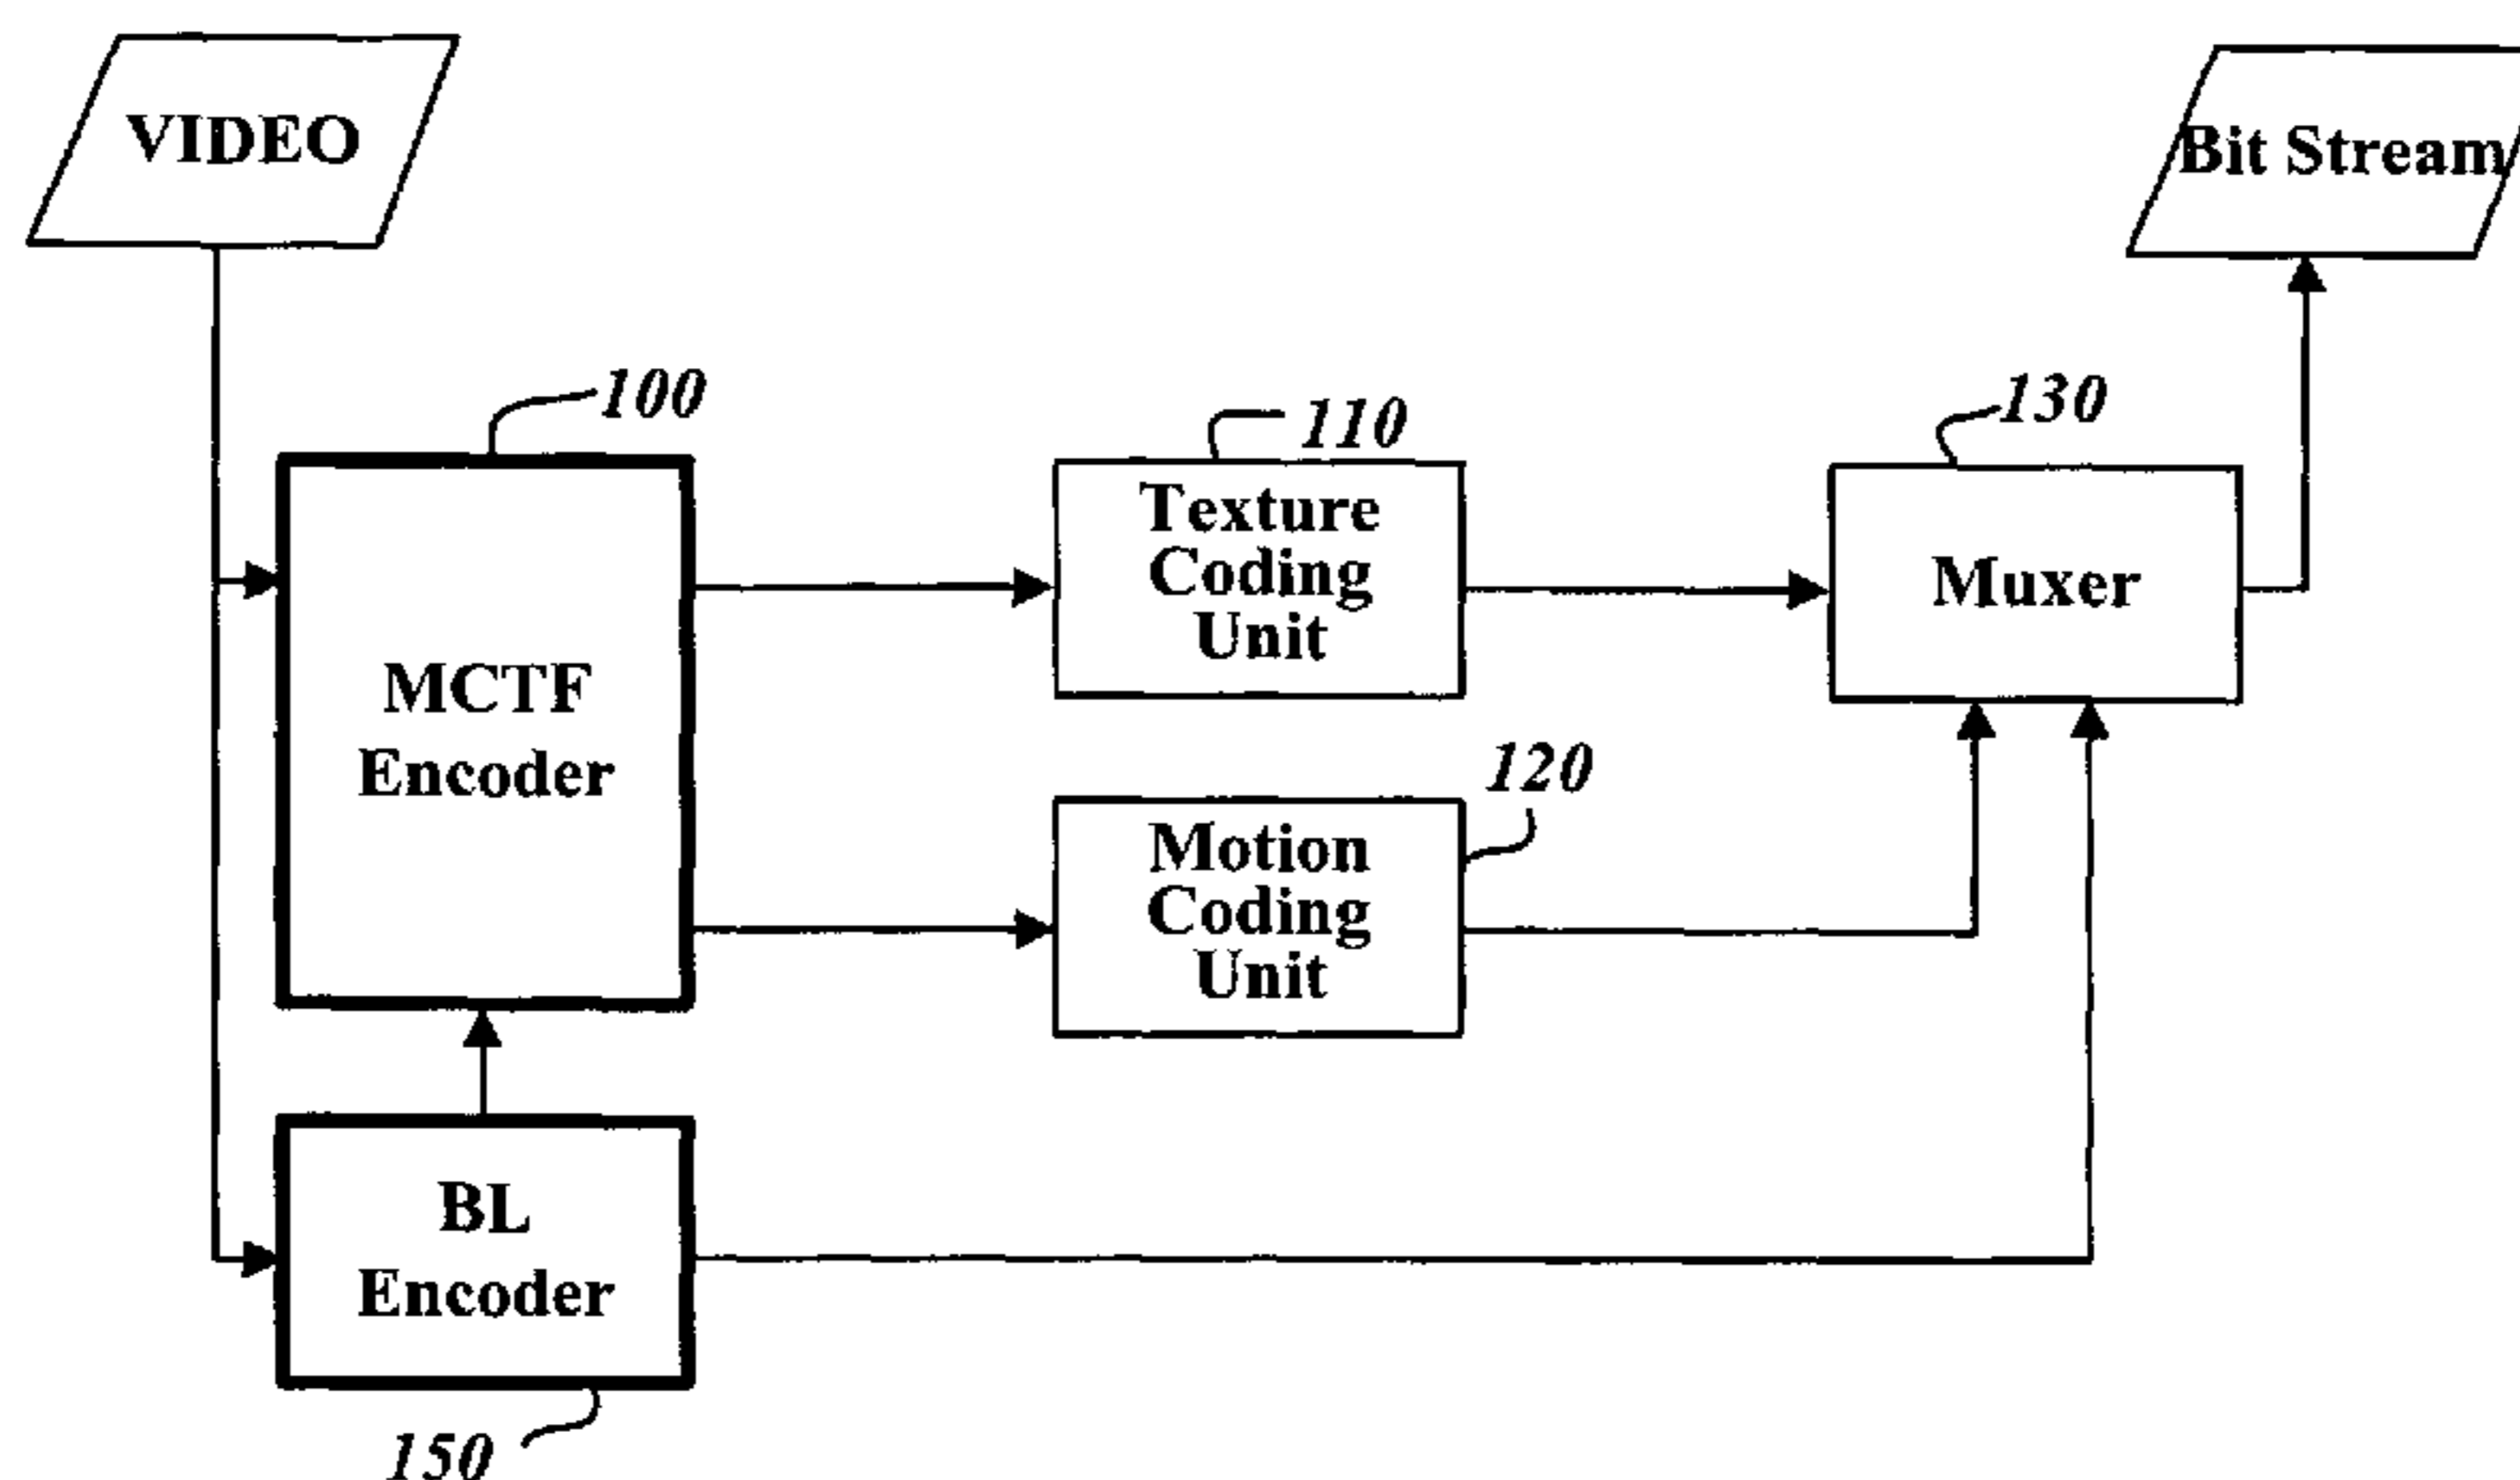 VIDEO
Bit Stream
100
110
130
Texture
Coding
Unit
Muxer
MCTF
Encoder
120
Motion
Coding
Unit
BL
Encoder
150